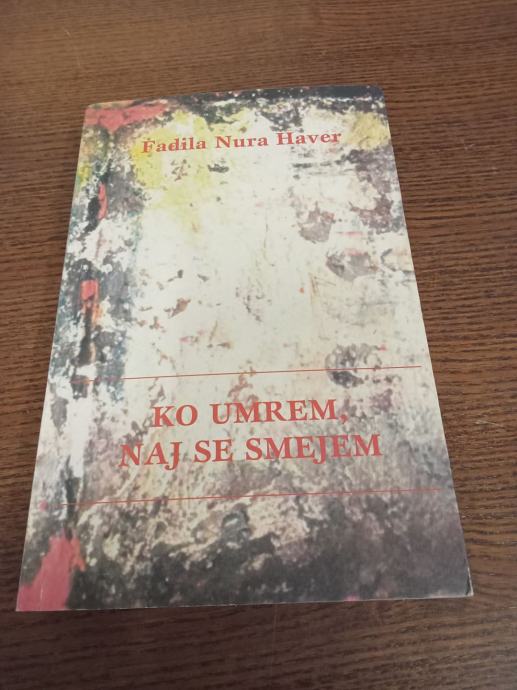 Fadila Nura Haver
KO UMREM,
NAJ SE SMEJEM